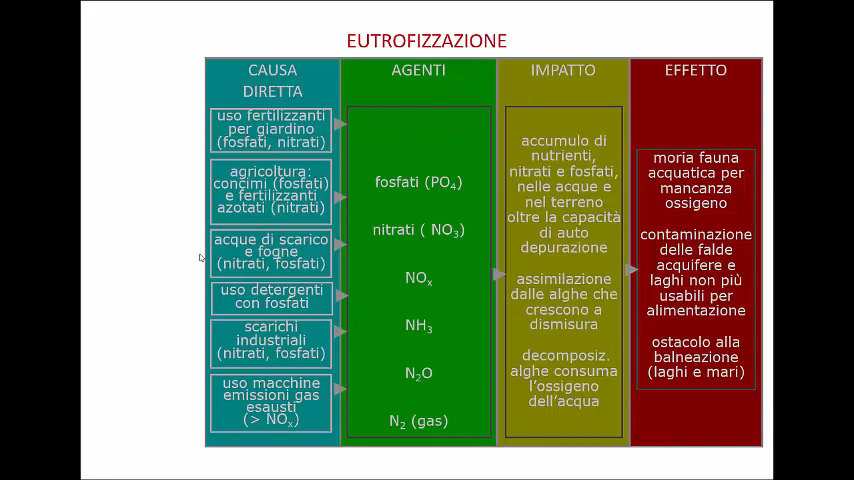 EUTROFIZZAZIONE
CAUSA
DIRETTA
uso fertilizzanti
per giardino
(fosfati, nitrati)
agricoltura:
concimi (fosfati)
e fertilizzanti
azotati (nitrati)
acque di scarico
e fogne
(nitrati, fosfati)
uso detergenti
con fosfati
scarichi
industriali
(nitrati, fosfati)
uso macchine
emissioni gas
esausti
(> NOₓ)
AGENTI
fosfati (PO₄)
nitrati ( NO₃)
NOₓ
NH₃
N₂O
N₂ (gas)
IMPATTO
accumulo di
nutrienti,
nitrati e fosfati,
nelle acque e
nel terreno
oltre la capacità
di auto
depurazione
assimilazione
dalle alghe che
crescono a
dismisura
decomposiz.
alghe consuma
l’ossigeno
dell’acqua
EFFETTO
moria fauna
acquatica per
mancanza
ossigeno
contaminazione
delle falde
acquifere e
laghi non più
usabili per
alimentazione
ostacolo alla
balneazione
(laghi e mari)